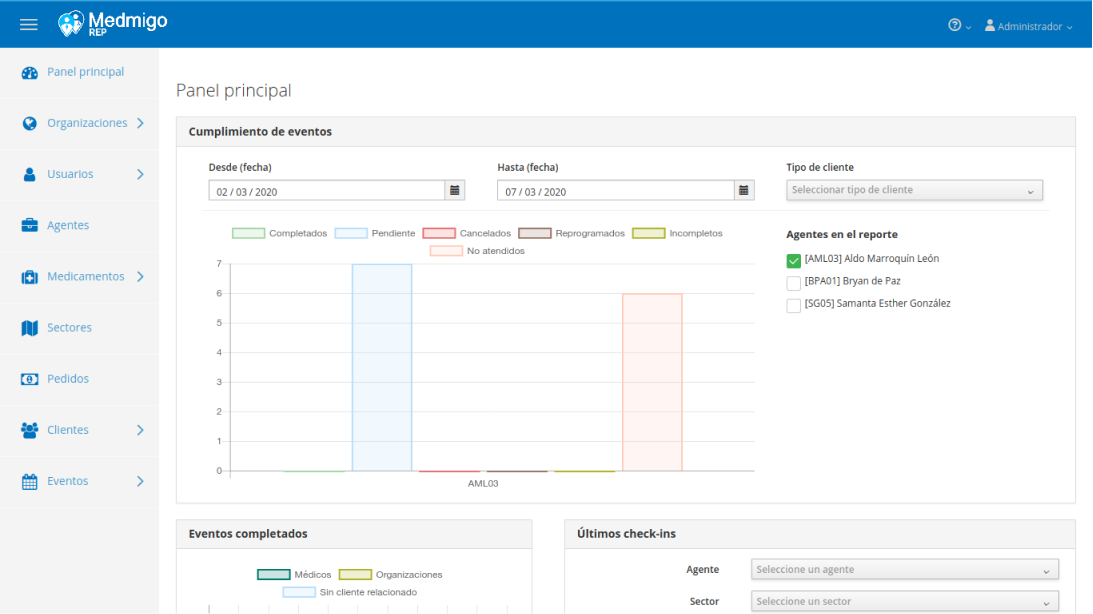 Medmigo
REP
Administrador
Panel principal
Organizaciones
Usuarios
Agentes
Medicamentos
Sectores
Pedidos
Clientes
Eventos
Panel principal
Cumplimiento de eventos
Desde (fecha)
02 / 03 / 2020
Hasta (fecha)
07 / 03 / 2020
Tipo de cliente
Seleccionar tipo de cliente
Completados Pendiente Cancelados Reprogramados Incompletos
No atendidos
7
6
5
4
3
2
1
0
AML03
Agentes en el reporte
[AML03] Aldo Marroquín León
[BPA01] Bryan de Paz
[SG05] Samanta Esther González
Eventos completados
Médicos Organizaciones
Sin cliente relacionado
Últimos check-ins
Agente Seleccione un agente
Sector Seleccione un sector